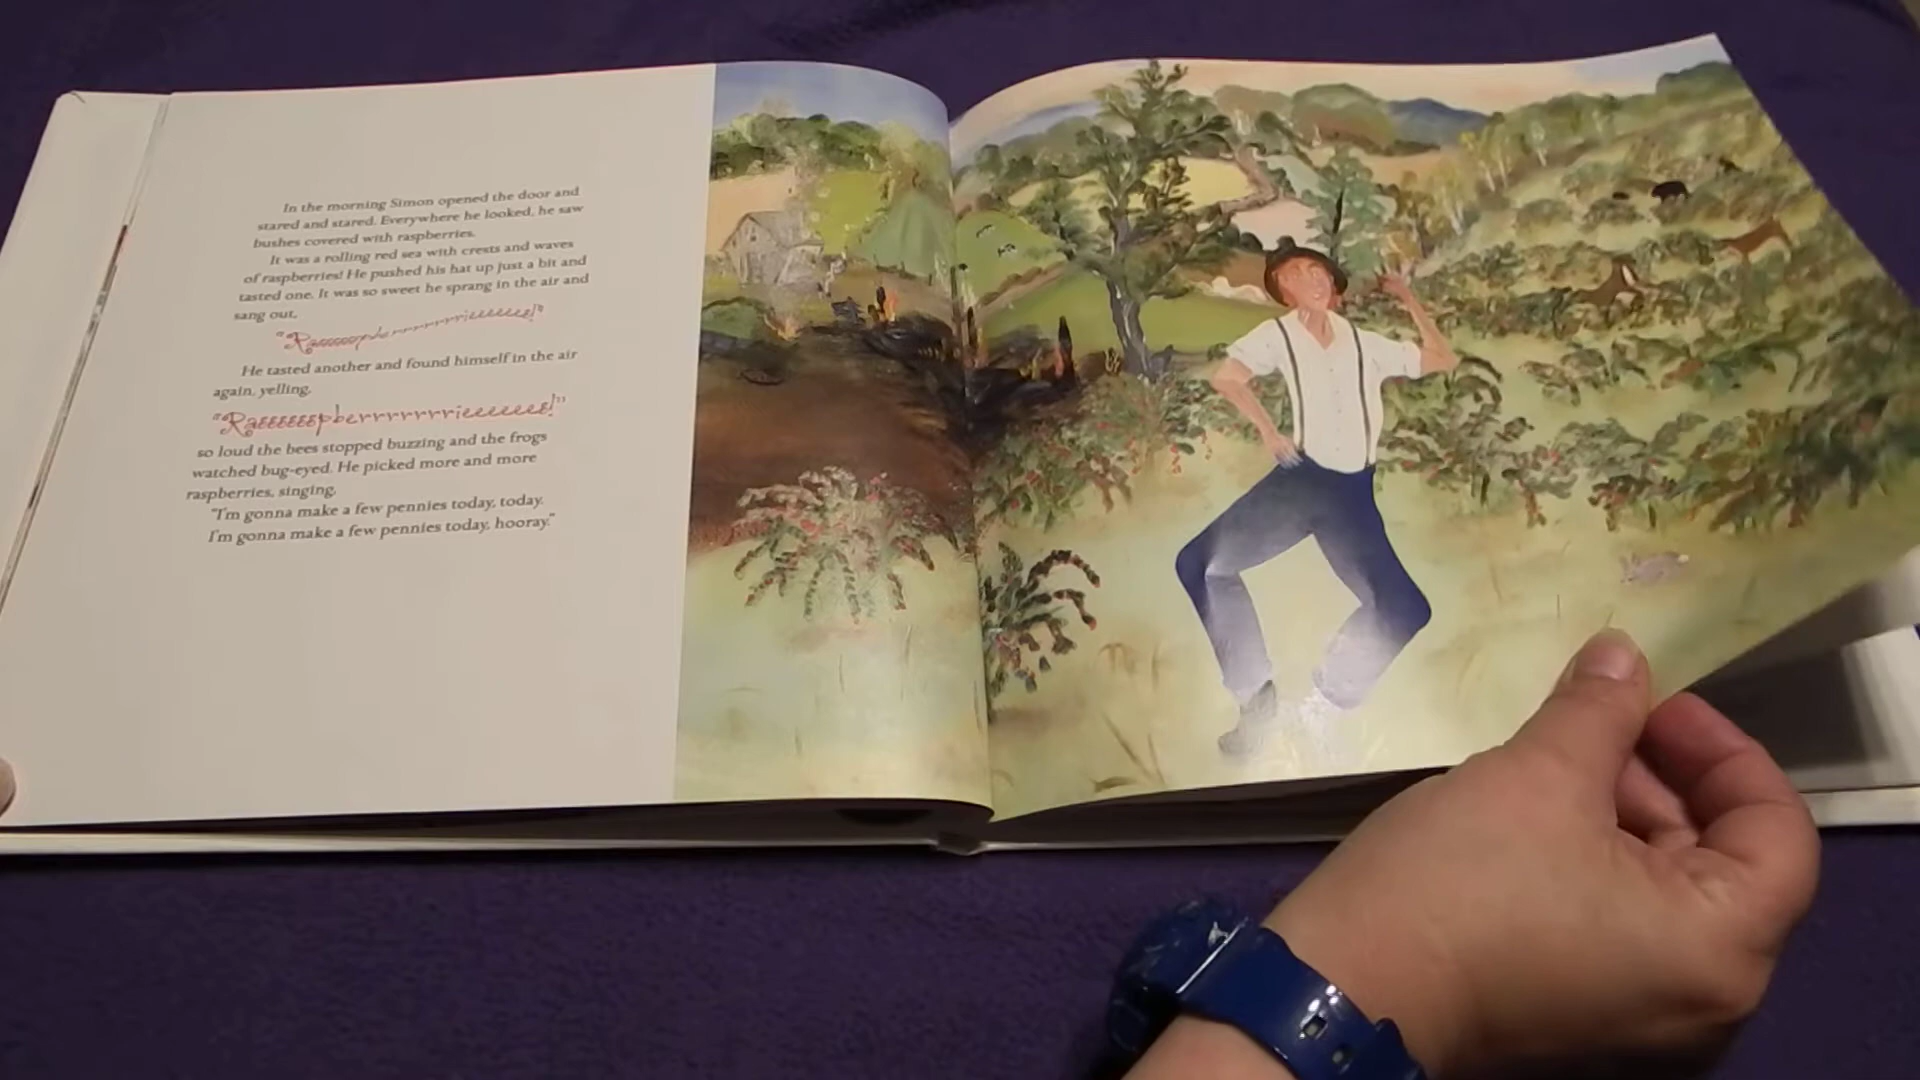 In the morning Simon opened the door and
stared and stared. Everywhere he looked, he saw
bushes covered with raspberries.
It was a rolling red sea with crests and waves
of raspberries! He pushed his hat up just a bit and
tasted one. It was so sweet he sprang in the air and
sang out,
He tasted another and found himself in the air
again, yelling,
so loud the bees stopped buzzing and the frogs
watched bug-eyed. He picked more and more
raspberries, singing,
"I'm gonna make a few pennies today, today.
I'm gonna make a few pennies today, hooray."